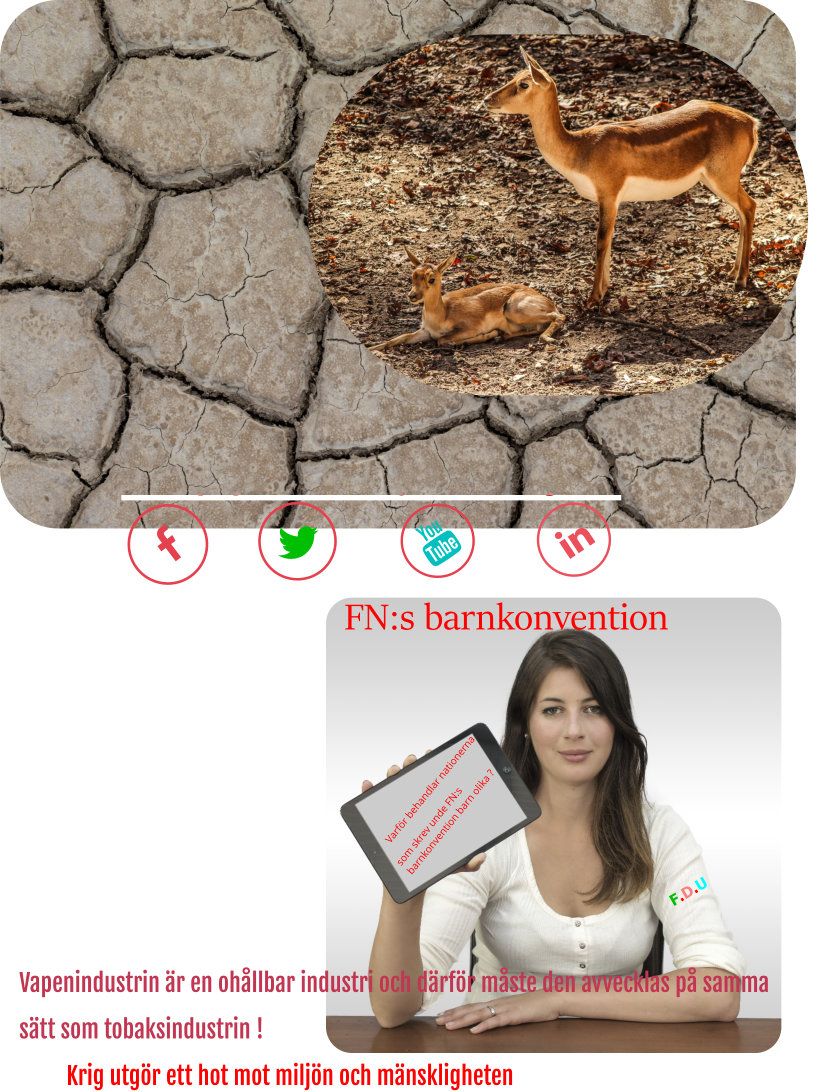 f
You
Tube
in
FN:s barnkonvention
Varför behandlar nationerna
som skrev unde FN:s
barnkonvention barn olika ?
F.D.U
Vapenindustrin är en ohållbar industri och därför måste den avvecklas på samma
sätt som tobaksindustrin !
Krig utgör ett hot mot miljön och mänskligheten